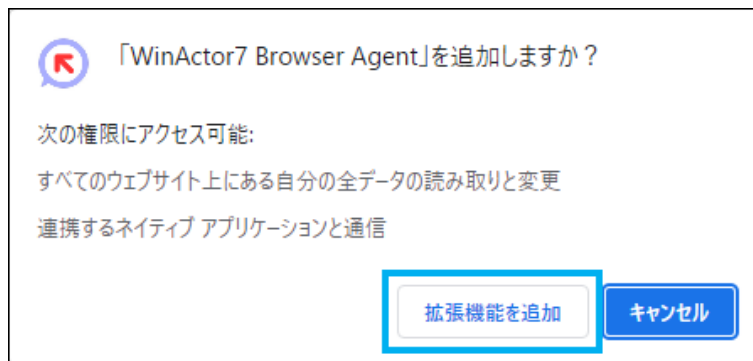 「WinActor7 Browser Agent」を追加しますか？
次の権限にアクセス可能:
すべてのウェブサイト上にある自分の全データの読み取りと変更
連携するネイティブ アプリケーションと通信
拡張機能を追加
キャンセル